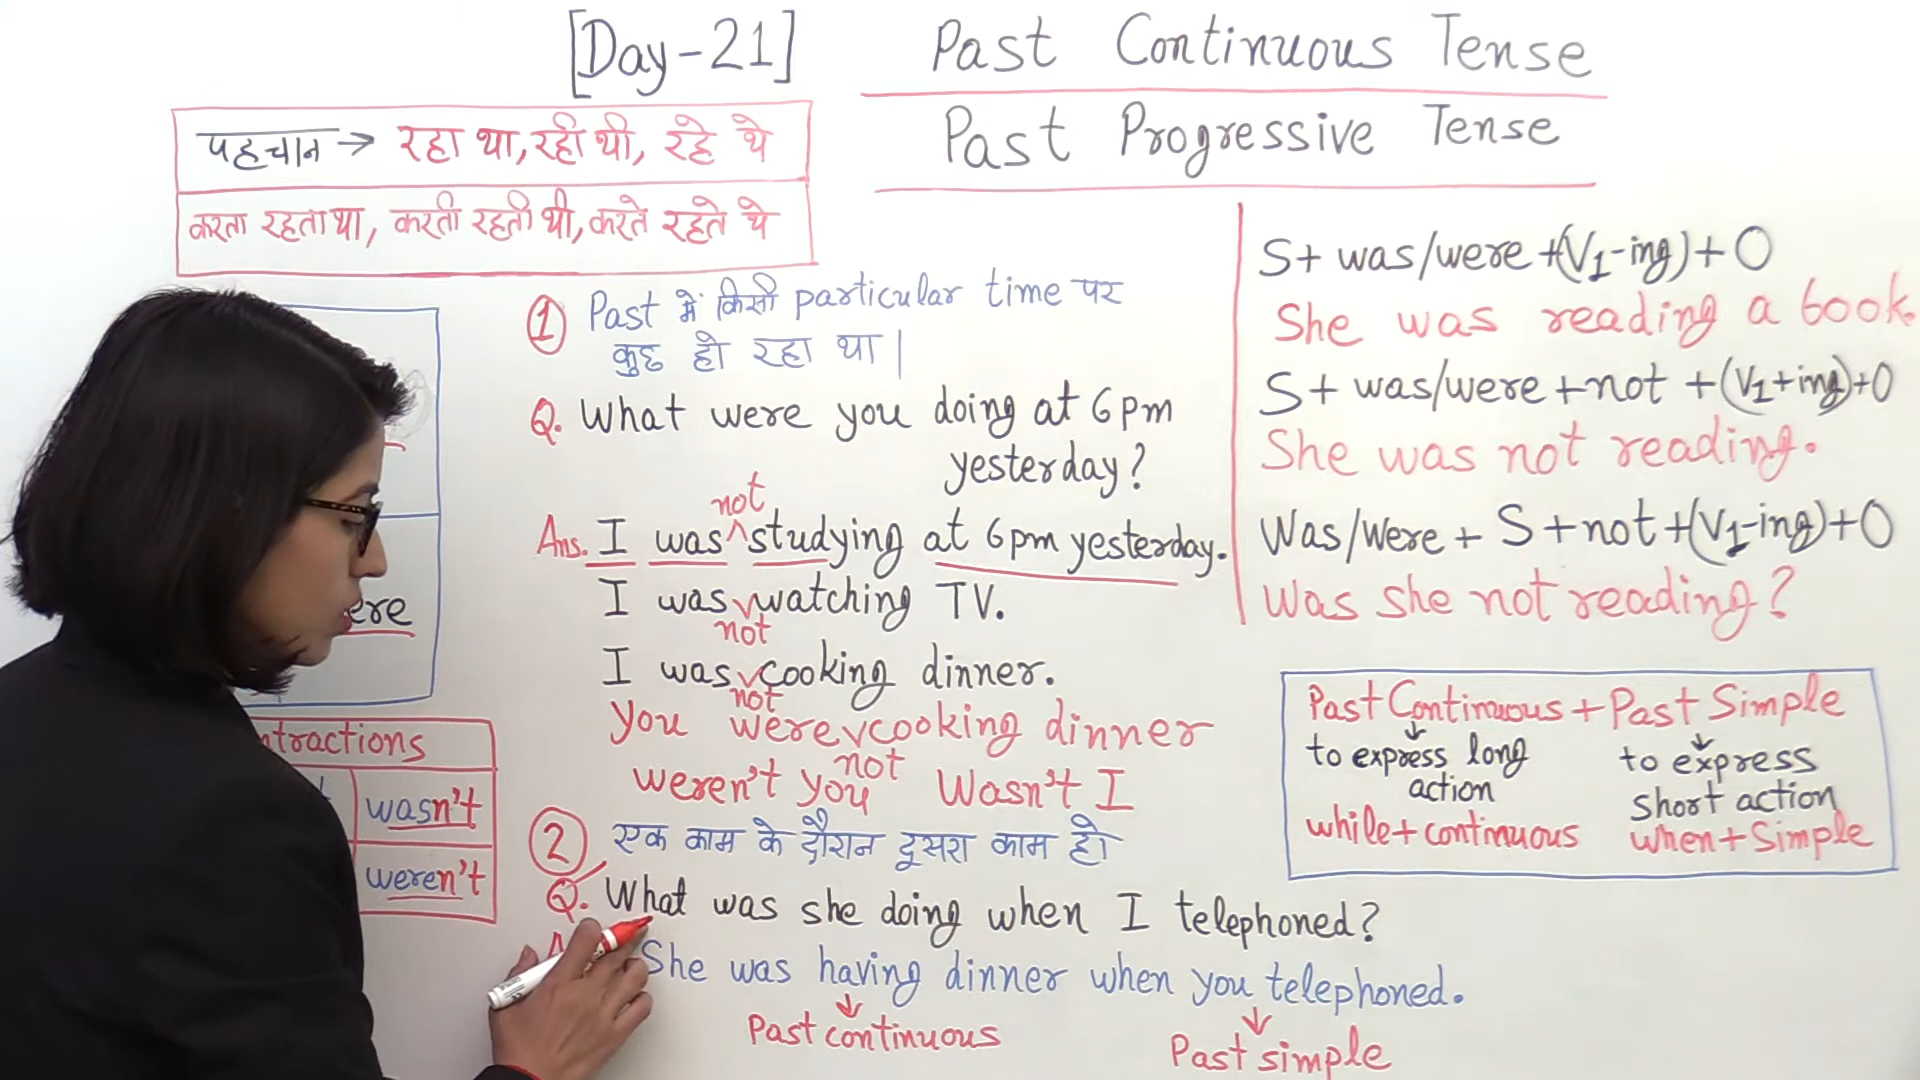 [Day-21]
Past Continuous Tense
Past Progressive Tense
पहचान → रहा था, रही थी, रहे थे
करता रहता था, करती रहती थी, करते रहते थे
① Past में किसी particular time पर
कुछ हो रहा था |
Q. What were you doing at 6pm
yesterday?
not
Ans. I was ^ studying at 6pm yesterday.
I was watching TV.
not
I was cooking dinner.
not
You were cooking dinner
not
weren't you Wasn't I
② एक काम के दौरान दूसरा काम हो
Q. What was she doing when I telephoned?
She was having dinner when you telephoned.
Past continuous
Past simple
wasn't
weren't
S+ was/were +(V1-ing)+O
She was reading a book.
S+ was/were +not +(V1+ing)+O
She was not reading.
Was/Were + S+not+(V1-ing)+O
Was she not reading?
Past Continuous + Past Simple
to express long
action
to express
short action
while+continuous
when+Simple